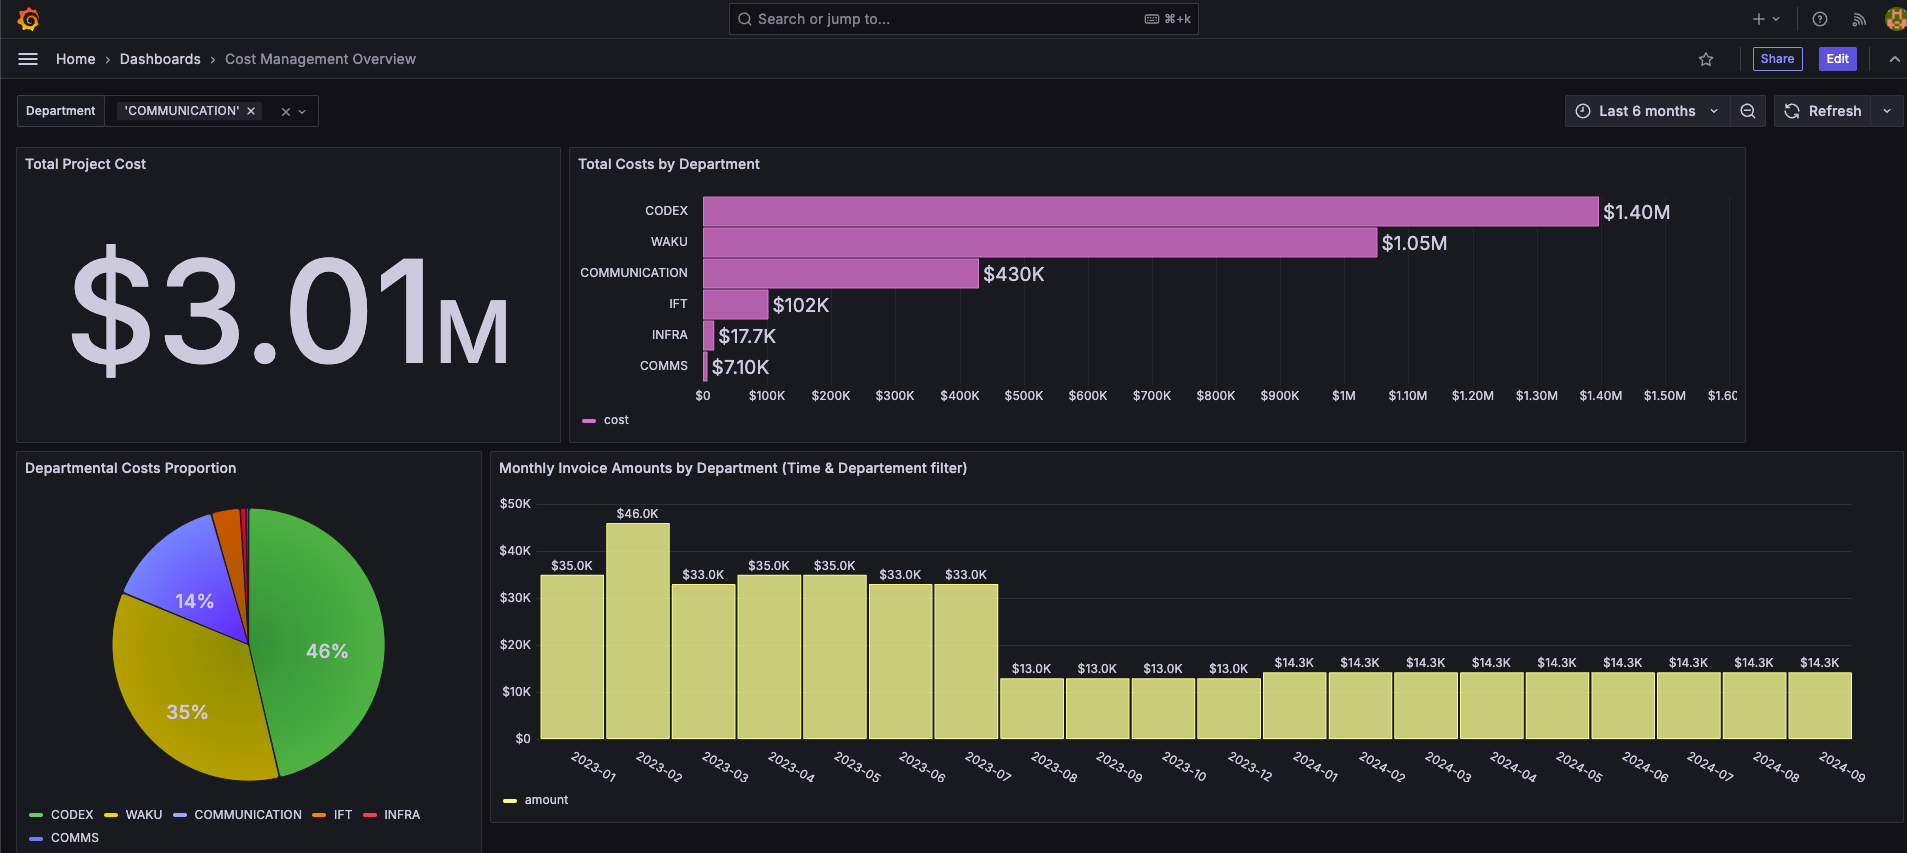 Search or jump to...
⌘+k
Home › Dashboards › Cost Management Overview
Share
Edit
Department
'COMMUNICATION'
Last 6 months
Refresh
Total Project Cost
$3.01M
Total Costs by Department
CODEX $1.40M
WAKU $1.05M
COMMUNICATION $430K
IFT $102K
INFRA $17.7K
COMMS $7.10K
$0 $100K $200K $300K $400K $500K $600K $700K $800K $900K $1M $1.10M $1.20M $1.30M $1.40M $1.50M $1.60
cost
Departmental Costs Proportion
14%
46%
35%
CODEX WAKU COMMUNICATION IFT INFRA
COMMS
Monthly Invoice Amounts by Department (Time & Departement filter)
$50K
$40K
$30K
$20K
$10K
$0
$35.0K $46.0K $33.0K $35.0K $35.0K $33.0K $33.0K $13.0K $13.0K $13.0K $13.0K $14.3K $14.3K $14.3K $14.3K $14.3K $14.3K $14.3K $14.3K $14.3K
2023-01 2023-02 2023-03 2023-04 2023-05 2023-06 2023-07 2023-08 2023-09 2023-10 2023-12 2024-01 2024-02 2024-03 2024-04 2024-05 2024-06 2024-07 2024-08 2024-09
amount